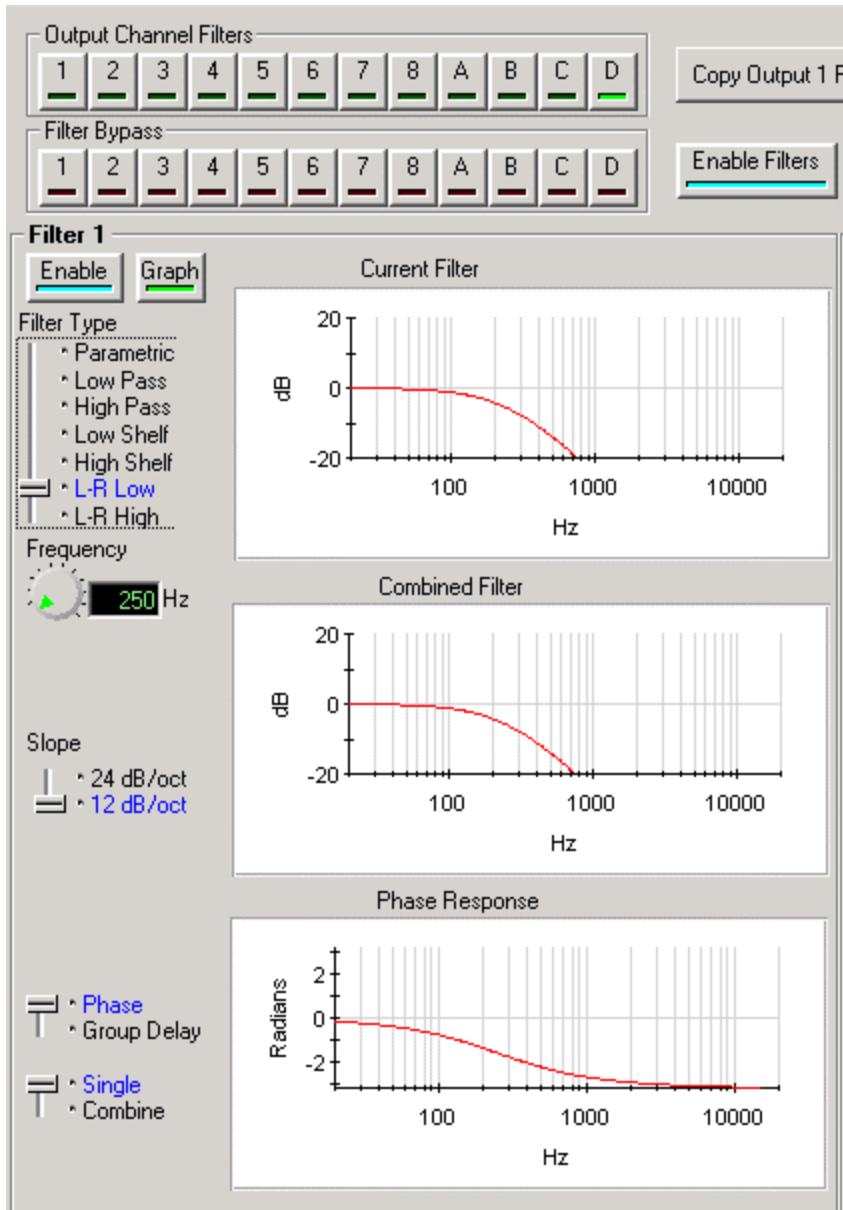 Output Channel Filters
1 2 3 4 5 6 7 8 A B C D
Copy Output 1 F
Filter Bypass
1 2 3 4 5 6 7 8 A B C D
Enable Filters
Filter 1
Enable
Graph
Current Filter
Filter Type
Parametric
Low Pass
High Pass
Low Shelf
High Shelf
L-R Low
L-R High
20
0
-20
dB
100 1000 10000
Hz
Frequency
250 Hz
Combined Filter
20
0
-20
dB
100 1000 10000
Hz
Slope
24 dB/oct
12 dB/oct
Phase Response
2
0
-2
Radians
100 1000 10000
Hz
Phase
Group Delay
Single
Combine